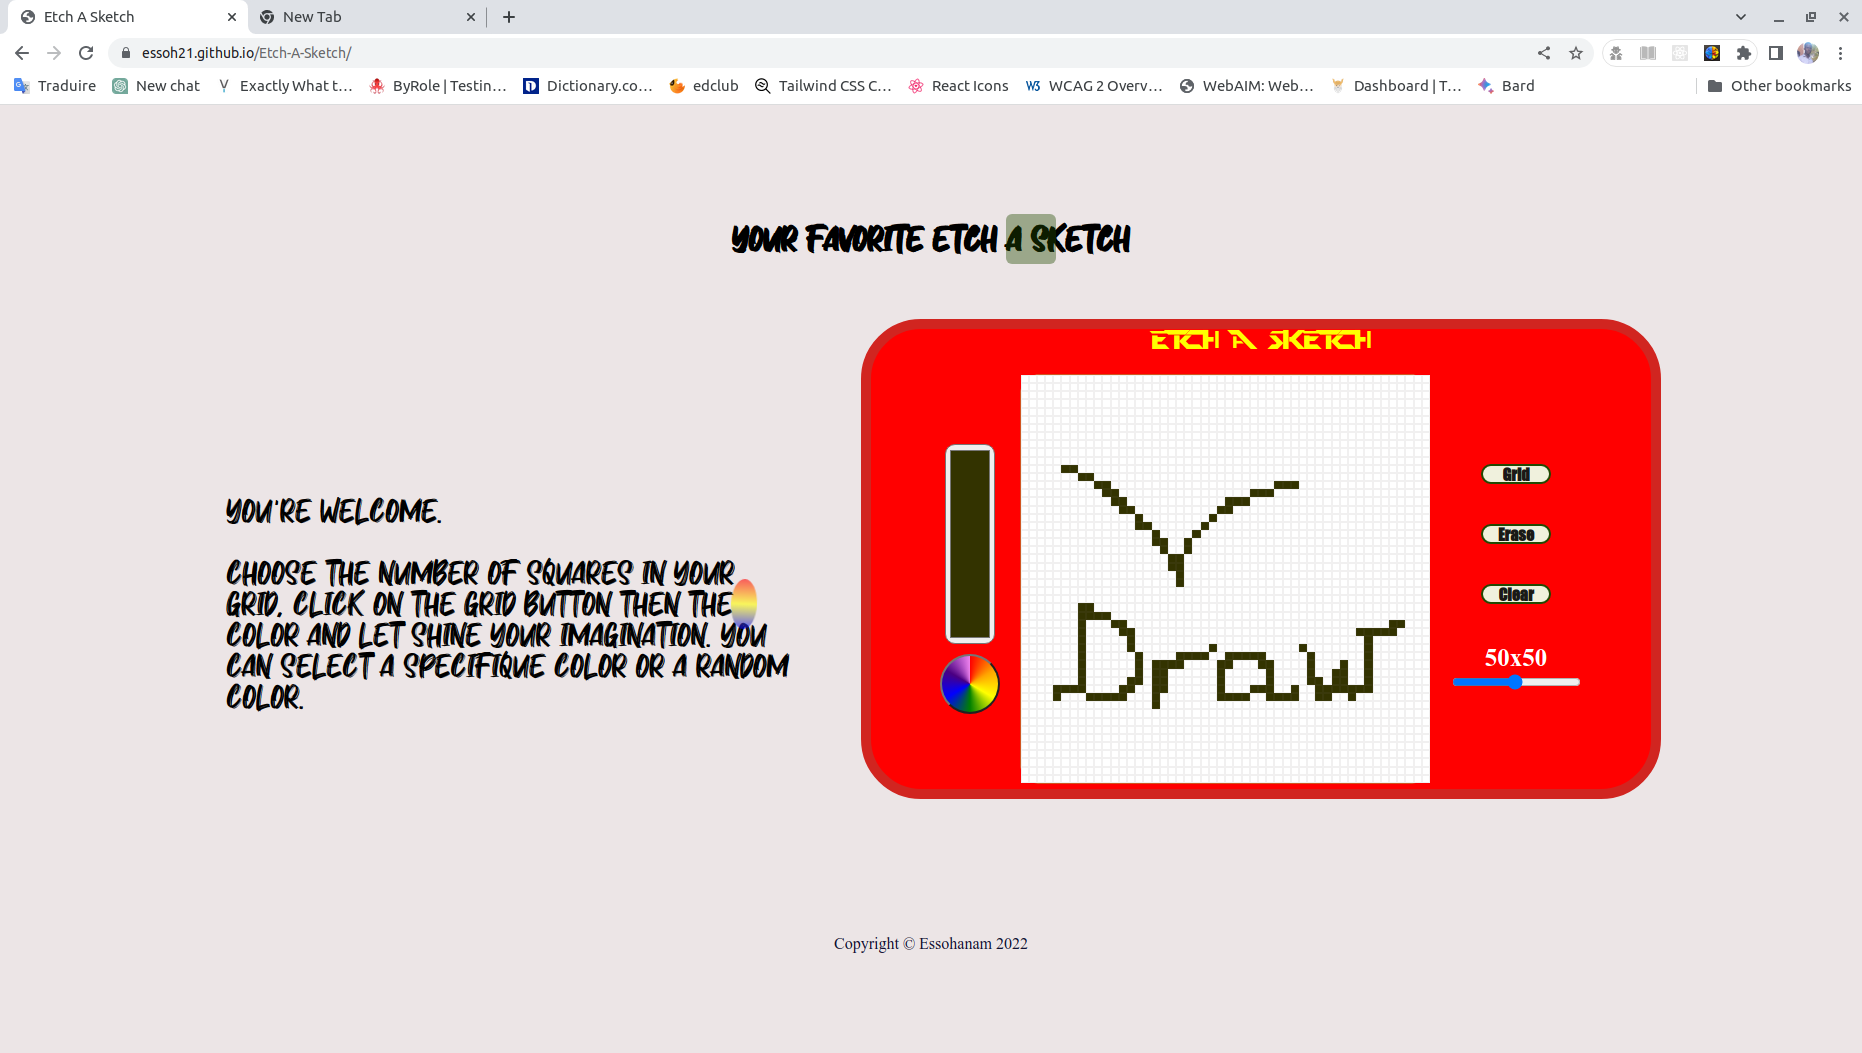 Etch A Sketch
New Tab
essoh21.github.io/Etch-A-Sketch/
Traduire New chat Exactly What t... ByRole | Testin... Dictionary.co... edclub Tailwind CSS C... React Icons WCAG 2 Overv... WebAIM: Web... Dashboard | T... Bard Other bookmarks
YOUR FAVORITE ETCH A SKETCH
ETCH A SKETCH
YOU'RE WELCOME.
CHOOSE THE NUMBER OF SQUARES IN YOUR
GRID, CLICK ON THE GRID BUTTON THEN THE
COLOR AND LET SHINE YOUR IMAGINATION. YOU
CAN SELECT A SPECIFIQUE COLOR OR A RANDOM
COLOR.
Draw
Grid
Erase
Clear
50x50
Copyright © Essohanam 2022